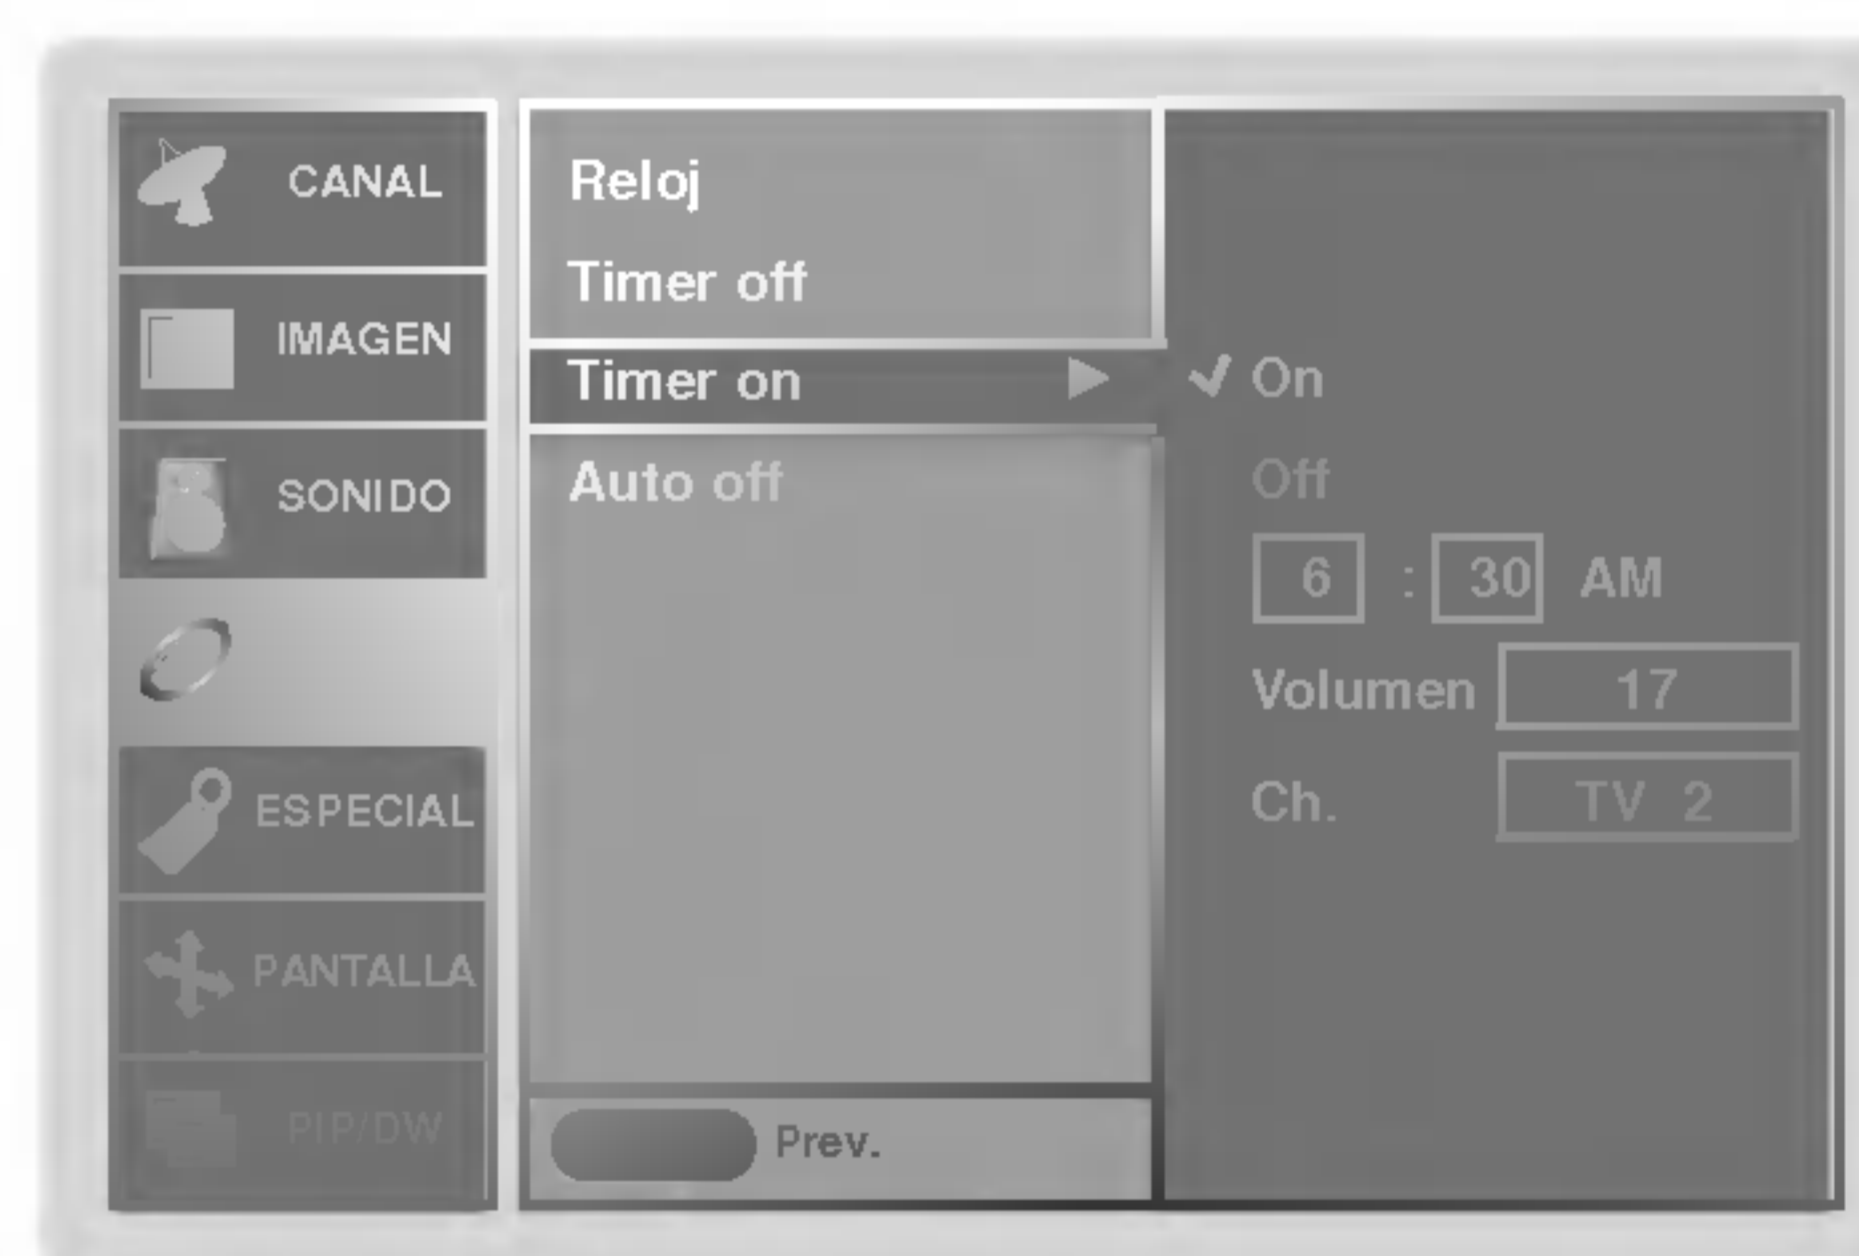 CANAL
IMAGEN
SONIDO
ESPECIAL
PANTALLA
PIP/DW
Reloj
Timer off
Timer on
Auto off
Prev.
On
Off
6 : 30 AM
Volumen 17
Ch. TV 2